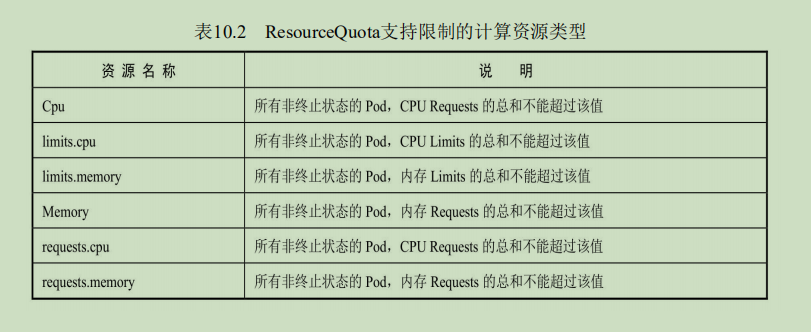 表10.2 ResourceQuota支持限制的计算资源类型
资 源 名 称 说 明
Cpu 所有非终止状态的 Pod，CPU Requests 的总和不能超过该值
limits.cpu 所有非终止状态的 Pod，CPU Limits 的总和不能超过该值
limits.memory 所有非终止状态的 Pod，内存 Limits 的总和不能超过该值
Memory 所有非终止状态的 Pod，内存 Requests 的总和不能超过该值
requests.cpu 所有非终止状态的 Pod，CPU Requests 的总和不能超过该值
requests.memory 所有非终止状态的 Pod，内存 Requests 的总和不能超过该值